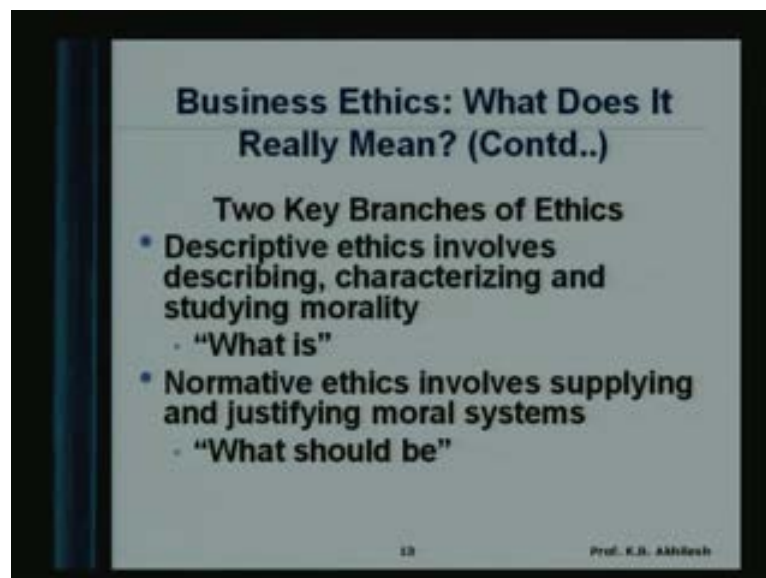 Business Ethics: What Does It
Really Mean? (Contd..)
Two Key Branches of Ethics
• Descriptive ethics involves
describing, characterizing and
studying morality
· “What is”
• Normative ethics involves supplying
and justifying moral systems
· “What should be”
13
Prof. K.B. Akhilesh